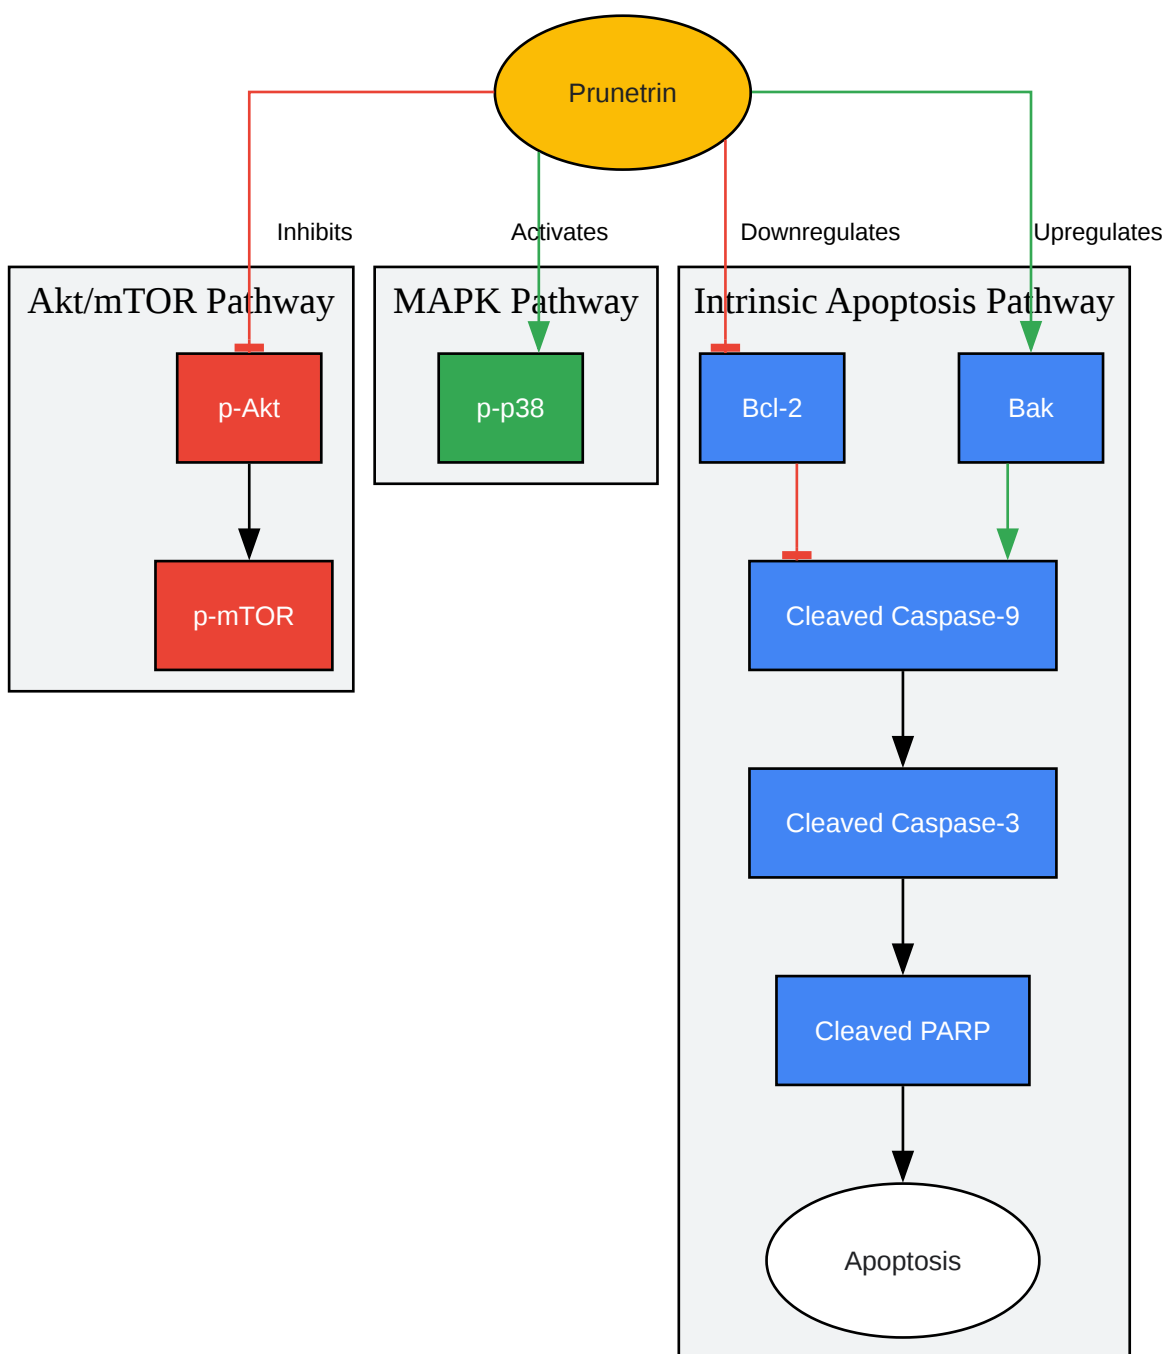 Prunetrin
Inhibits
Activates
Downregulates
Upregulates
Akt/mTOR Pathway
MAPK Pathway
Intrinsic Apoptosis Pathway
p-Akt
p-p38
Bcl-2
Bak
p-mTOR
Cleaved Caspase-9
Cleaved Caspase-3
Cleaved PARP
Apoptosis